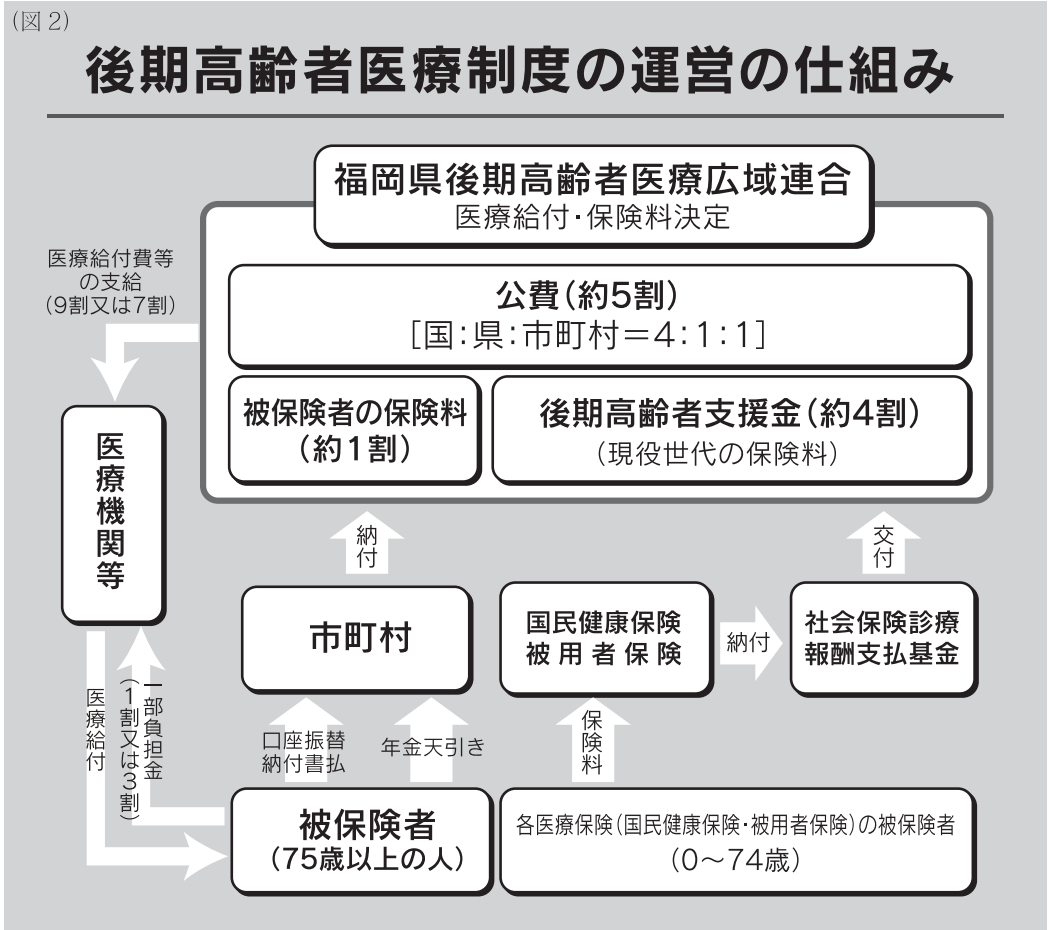 (図2)
後期高齢者医療制度の運営の仕組み
福岡県後期高齢者医療広域連合
医療給付・保険料決定
医療給付費等
の支給
(9割又は7割)
公費(約5割)
[国:県:市町村=4:1:1]
被保険者の保険料
(約1割)
後期高齢者支援金(約4割)
(現役世代の保険料)
医療機関等
納付
交付
市町村
国民健康保険
被用者保険
納付
社会保険診療
報酬支払基金
医療給付
一部負担金
(1割又は3割)
口座振替
納付書払
年金天引き
保険料
被保険者
(75歳以上の人)
各医療保険(国民健康保険・被用者保険)の被保険者
(0〜74歳)